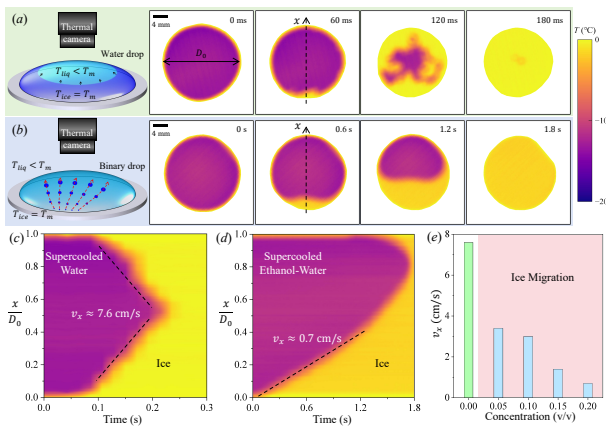 (a)
Thermal
camera
Water drop
T_liq < T_m
T_ice = T_m
4 mm
0 ms
D_0
x
60 ms
120 ms
180 ms
T (°C)
0
−10
−20
(b)
Thermal
camera
T_liq < T_m
Binary drop
T_ice = T_m
4 mm
0 s
x
0.6 s
1.2 s
1.8 s
(c)
1.0
0.8
0.6
0.4
0.2
0.0
x
D_0
Supercooled
Water
v_x ≈ 7.6 cm/s
Ice
0.0 0.1 0.2 0.3
Time (s)
(d)
1.0
0.8
0.6
0.4
0.2
0.0
x
D_0
Supercooled
Ethanol-Water
v_x ≈ 0.7 cm/s
Ice
0.0 0.6 1.2 1.8
Time (s)
(e)
8
6
4
2
0
v_x (cm/s)
Ice Migration
0.00 0.05 0.10 0.15 0.20
Concentration (v/v)